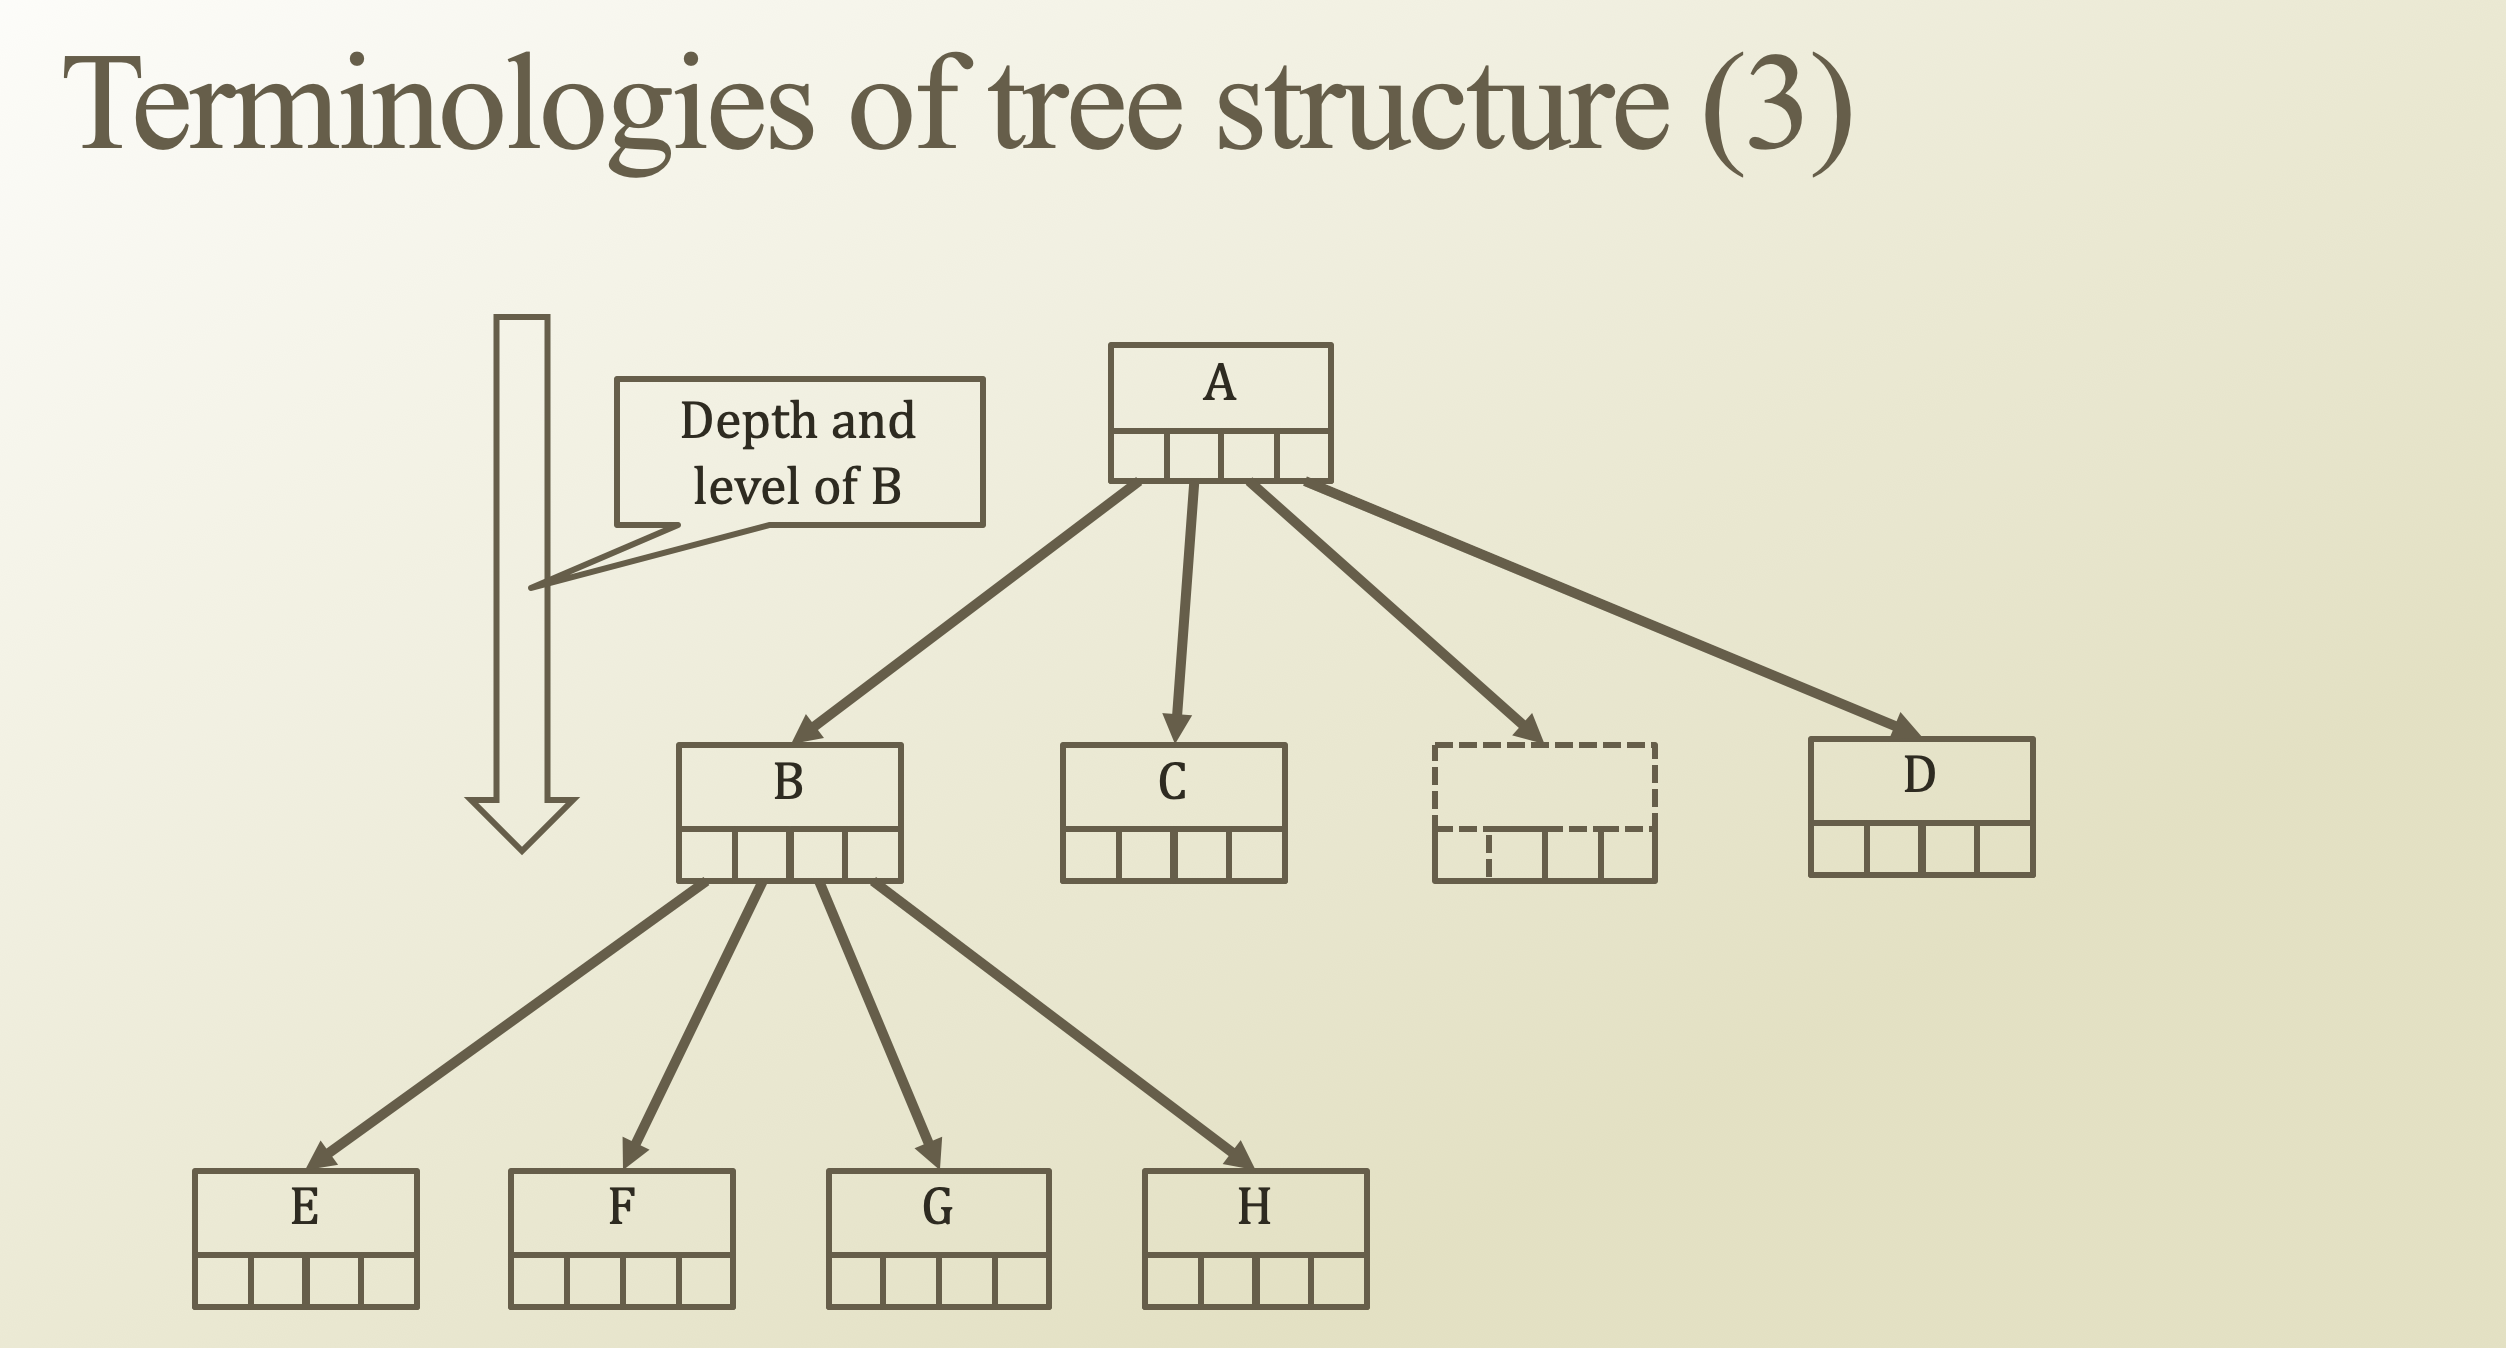 Terminologies of tree structure (3)
A
Depth and
level of B
B
C
D
E
F
G
H